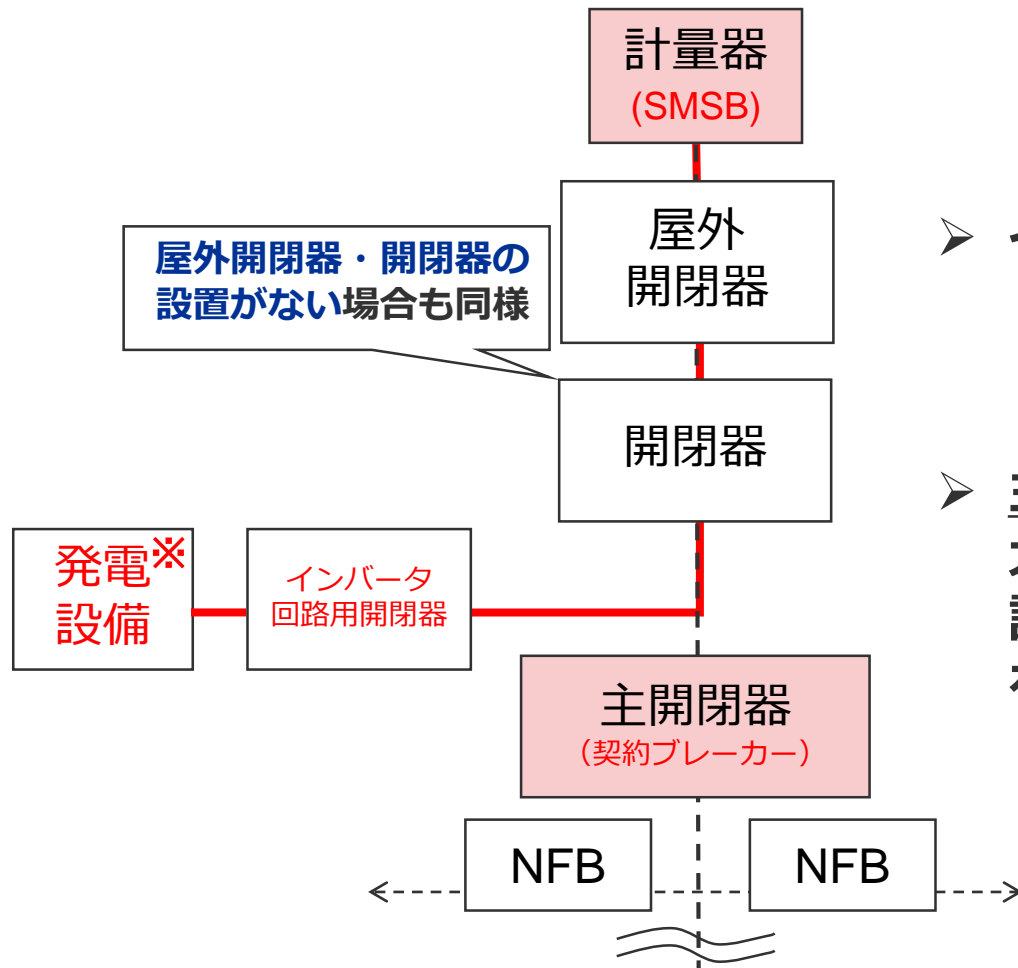 計量器
(SMSB)
屋外
開閉器
屋外開閉器・開閉器の
設置がない場合も同様
開閉器
発電※
設備
インバータ
回路用開閉器
主開閉器
（契約ブレーカー）
NFB
NFB